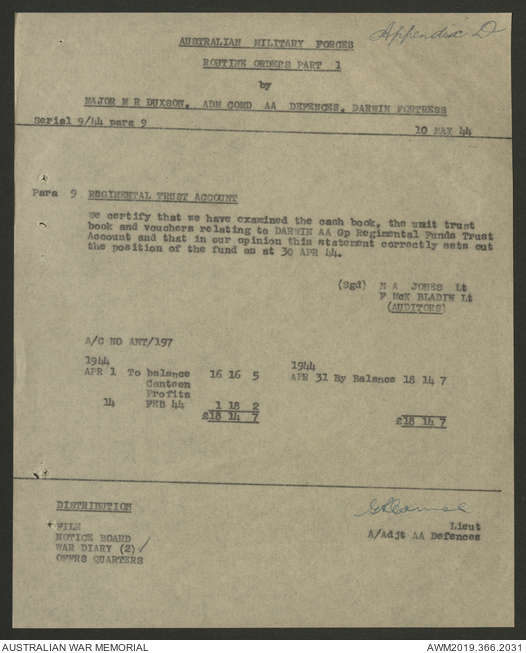 Appendix D
AUSTRALIAN MILITARY FORCES
ROUTINE ORDERS PART 1
by
MAJOR M R DUXSON, ADM COMD AA DEFENCES, DARWIN FORTRESS
Serial 9/44 para 9
10 MAY 44
Para 9 REGIMENTAL TRUST ACCOUNT
We certify that we have examined the cash book, the unit trust
book and vouchers relating to DARWIN AA Gp Regimental Funds Trust
Account and that in our opinion this statement correctly sets out
the position of the fund as at 30 APR 44.
(Sgd) N A JONES Lt
F McK BLADIN Lt
(AUDITORS)
A/C NO ANT/197
1944 1944
APR 1 To balance 16 16 5 APR 31 By Balance 18 14 7
Canteen
Profits
14 FEB 44 1 18 2
£18 14 7 £18 14 7
DISTRIBUTION
FILE
NOTICE BOARD
WAR DIARY (2) ✓
OFFRS QUARTERS
Lieut
A/Adjt AA Defences
AUSTRALIAN WAR MEMORIAL
AWM2019.366.2031